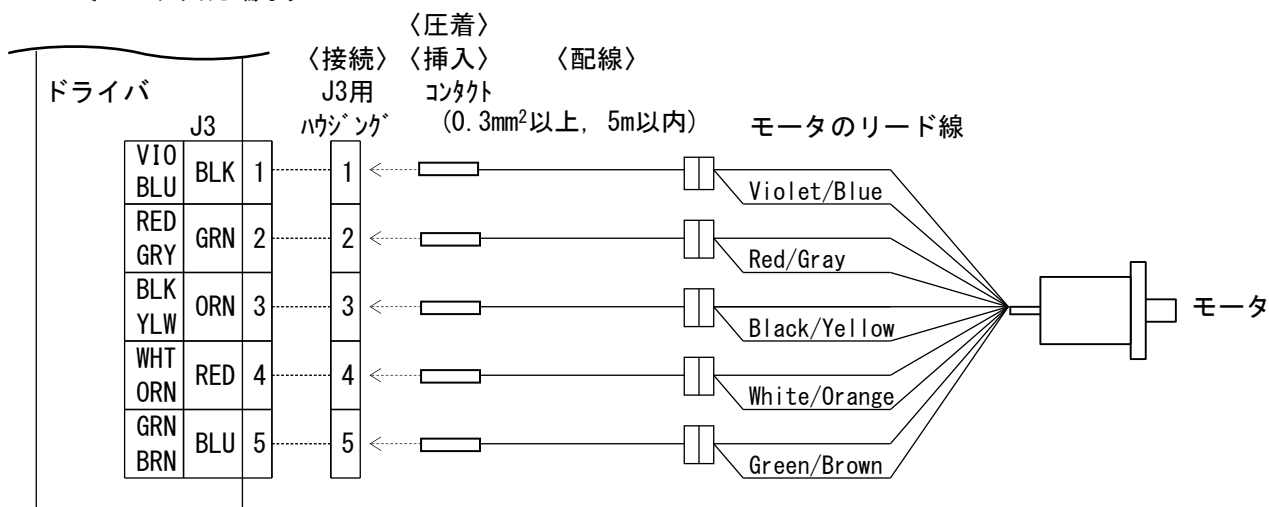 〈圧着〉
〈接続〉〈挿入〉 〈配線〉
ドライバ J3用 コンタクト
J3 ハウジング (0.3mm²以上, 5m以内) モータのリード線
VIO
BLU BLK 1 1 Violet/Blue
RED
GRY GRN 2 2 Red/Gray
BLK
YLW ORN 3 3 Black/Yellow
モータ
WHT
ORN RED 4 4 White/Orange
GRN
BRN BLU 5 5 Green/Brown